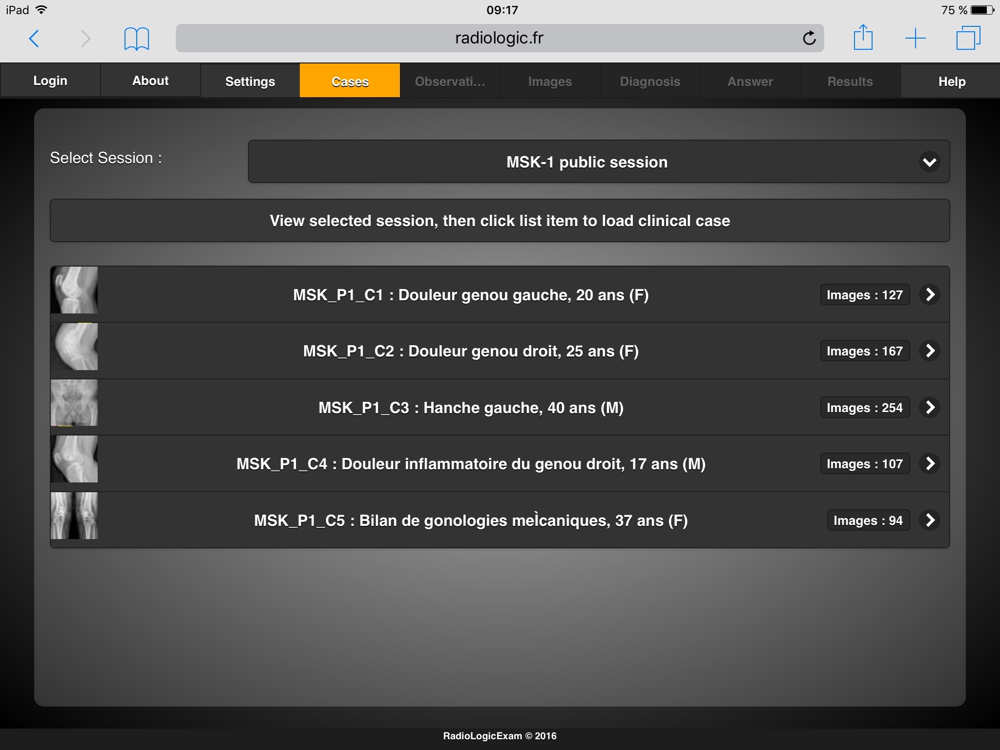 iPad
09:17
75 %
radiologic.fr
Login
About
Settings
Cases
Observati...
Images
Diagnosis
Answer
Results
Help
Select Session :
MSK-1 public session
View selected session, then click list item to load clinical case
MSK_P1_C1 : Douleur genou gauche, 20 ans (F)
Images : 127
MSK_P1_C2 : Douleur genou droit, 25 ans (F)
Images : 167
MSK_P1_C3 : Hanche gauche, 40 ans (M)
Images : 254
MSK_P1_C4 : Douleur inflammatoire du genou droit, 17 ans (M)
Images : 107
MSK_P1_C5 : Bilan de gonologies meÌcaniques, 37 ans (F)
Images : 94
RadioLogicExam © 2016